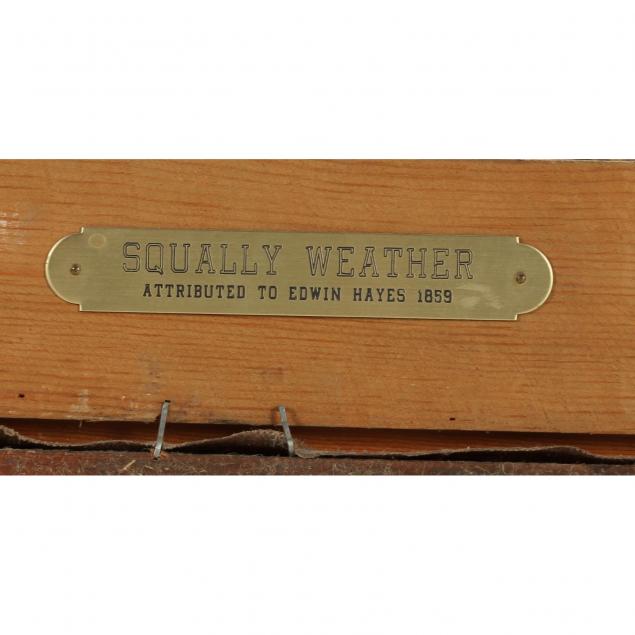 SQUALLY WEATHER
ATTRIBUTED TO EDWIN HAYES 1859